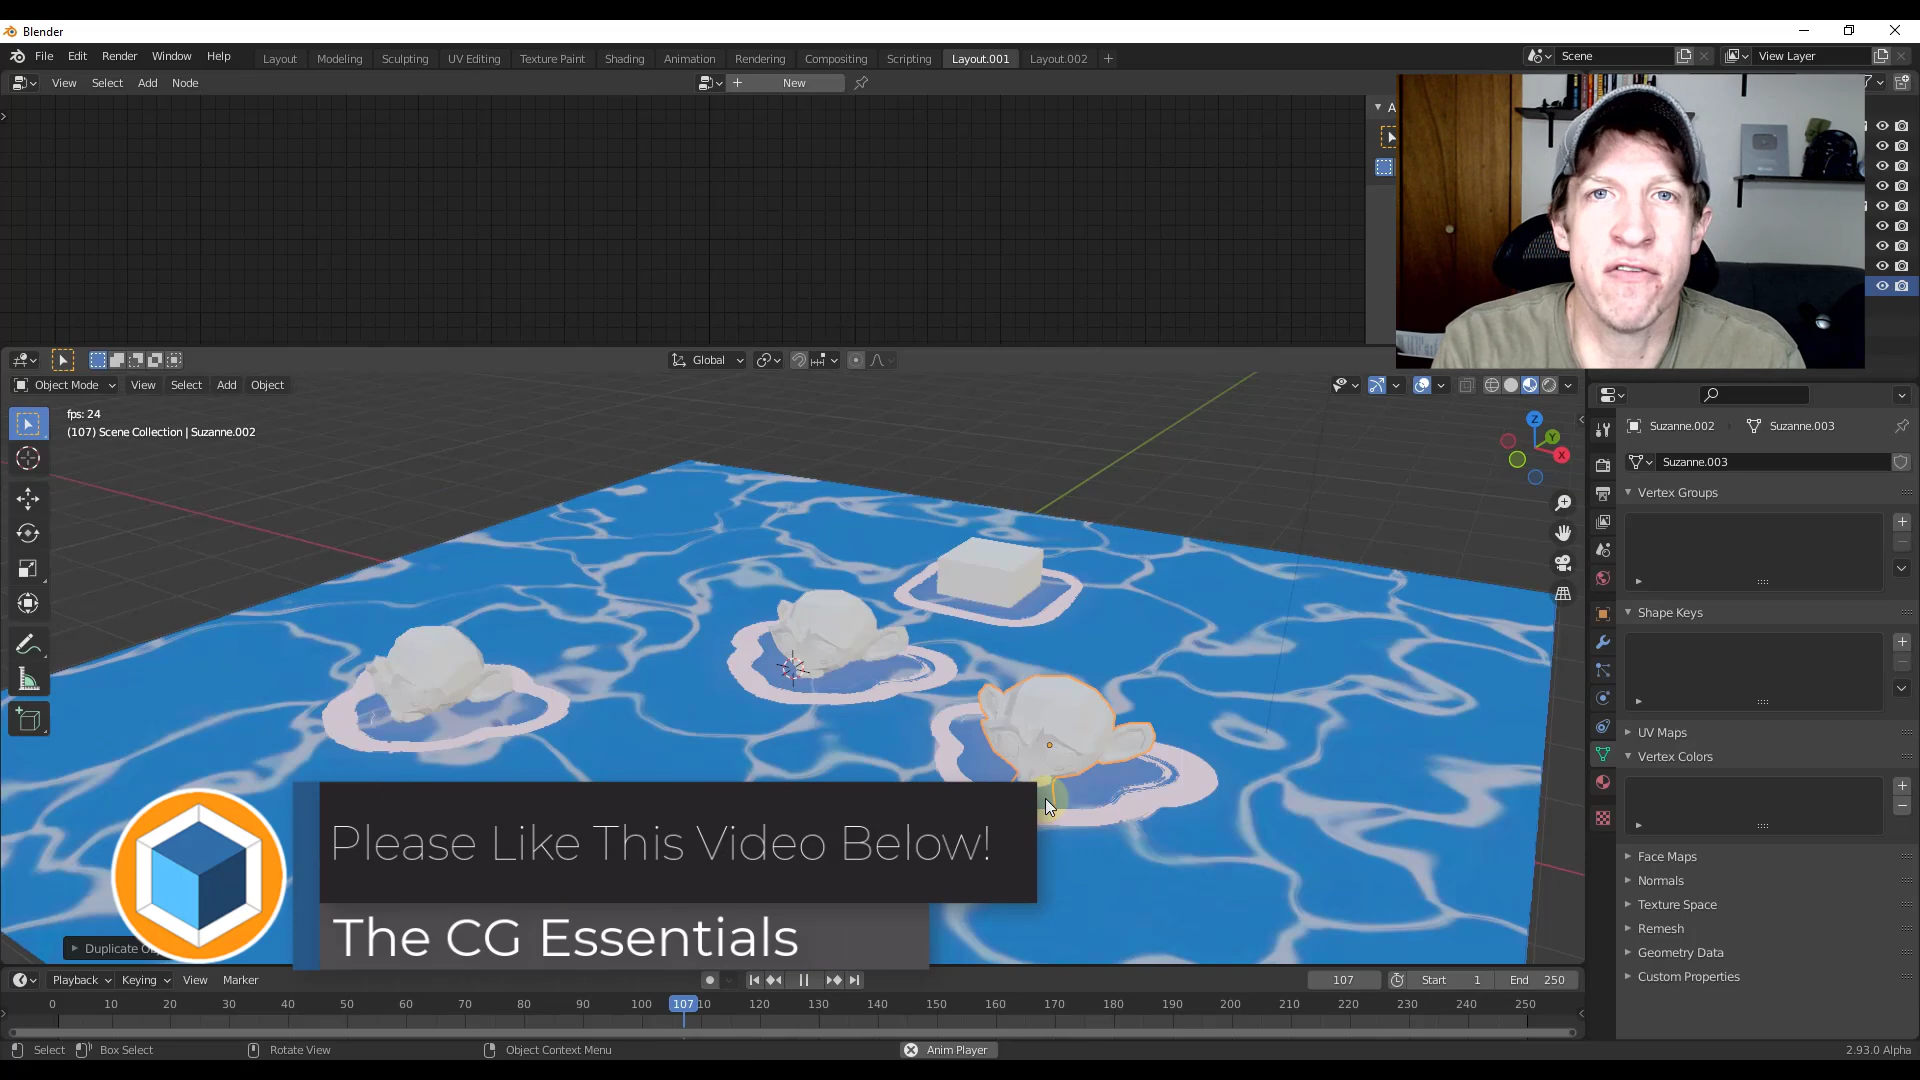 Blender
File Edit Render Window Help Layout Modeling Sculpting UV Editing Texture Paint Shading Animation Rendering Compositing Scripting Layout.001 Layout.002 + Scene View Layer
View Select Add Node + New
A
Global
Object Mode View Select Add Object
fps: 24
(107) Scene Collection | Suzanne.002
Z
Y
X
Suzanne.002 Suzanne.003
Suzanne.003
Vertex Groups
Shape Keys
UV Maps
Vertex Colors
Face Maps
Normals
Texture Space
Remesh
Geometry Data
Custom Properties
Please Like This Video Below!
The CG Essentials
Duplicate O
Playback Keying View Marker 107 Start 1 End 250
0 10 20 30 40 50 60 70 80 90 100 107 10 120 130 140 150 160 170 180 190 200 210 220 230 240 250
Select Box Select Rotate View Object Context Menu Anim Player 2.93.0 Alpha